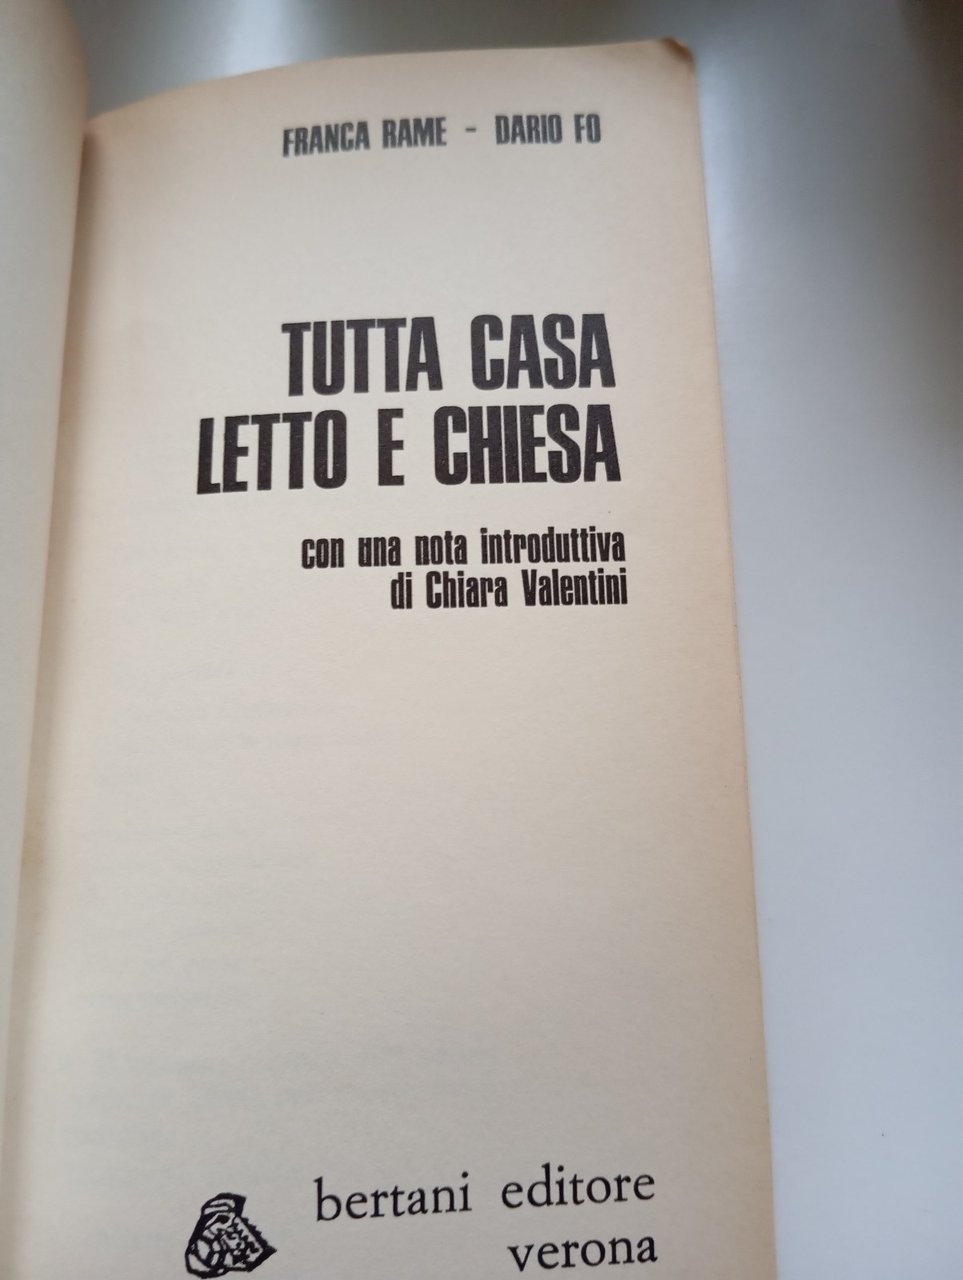 FRANCA RAME - DARIO FO
TUTTA CASA
LETTO E CHIESA
con una nota introduttiva
di Chiara Valentini
bertani editore
verona